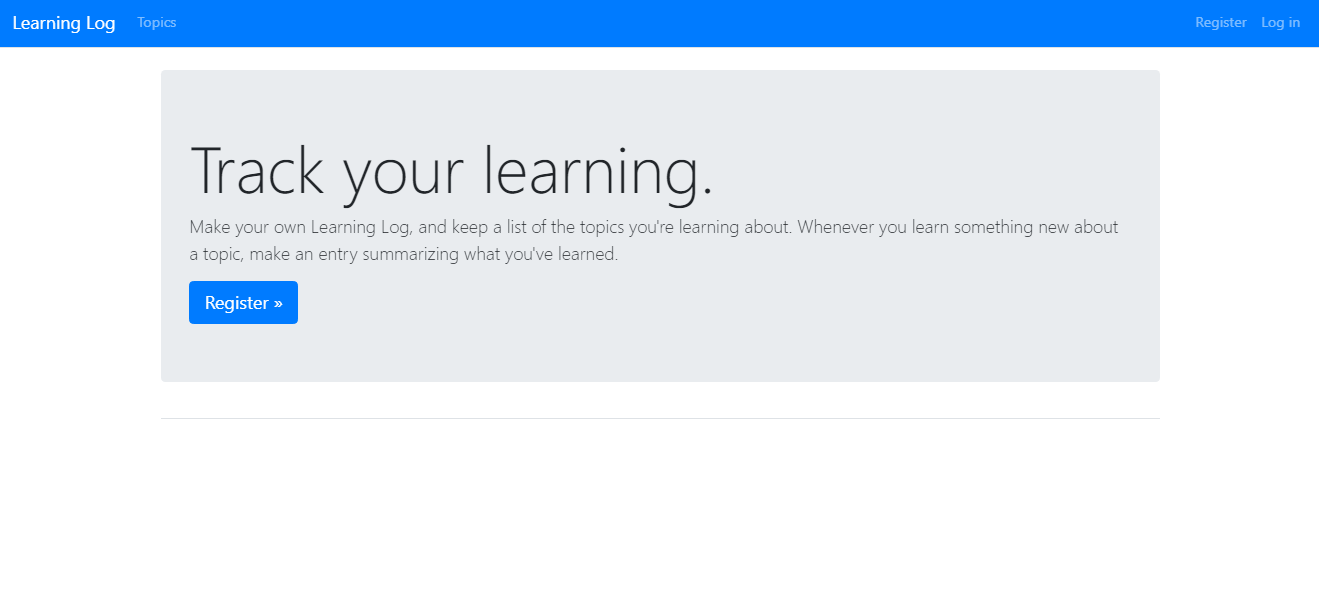 Learning Log Topics Register Log in
Track your learning.
Make your own Learning Log, and keep a list of the topics you're learning about. Whenever you learn something new about
a topic, make an entry summarizing what you've learned.
Register »